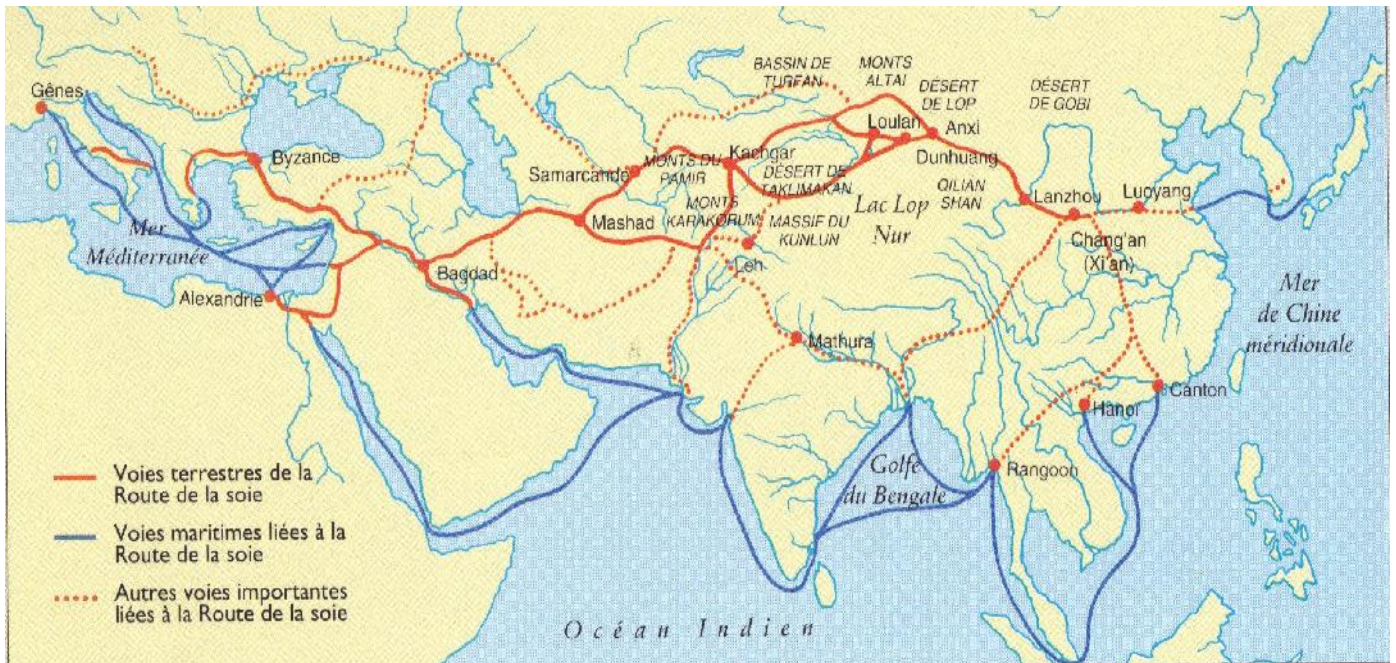 Gênes
Byzance
Mer
Méditerranée
Alexandrie
Bagdad
Samarcande
Mashad
MONTS DU
PAMIR
Kachgar
BASSIN DE
TURFAN
MONTS
ALTAI
DÉSERT
DE LOP
DÉSERT
DE GOBI
Loulan
Anxi
Dunhuang
DÉSERT DE
TAKLIMAKAN
MONTS
KARAKORUM
MASSIF DU
KUNLUN
Lac Lop
Nur
QILIAN
SHAN
Lanzhou
Luoyang
Chang'an
(Xi'an)
Leh
Mathura
Mer
de Chine
méridionale
Canton
Hanoï
Rangoon
Golfe
du Bengale
Océan Indien
Voies terrestres de la
Route de la soie
Voies maritimes liées à la
Route de la soie
Autres voies importantes
liées à la Route de la soie